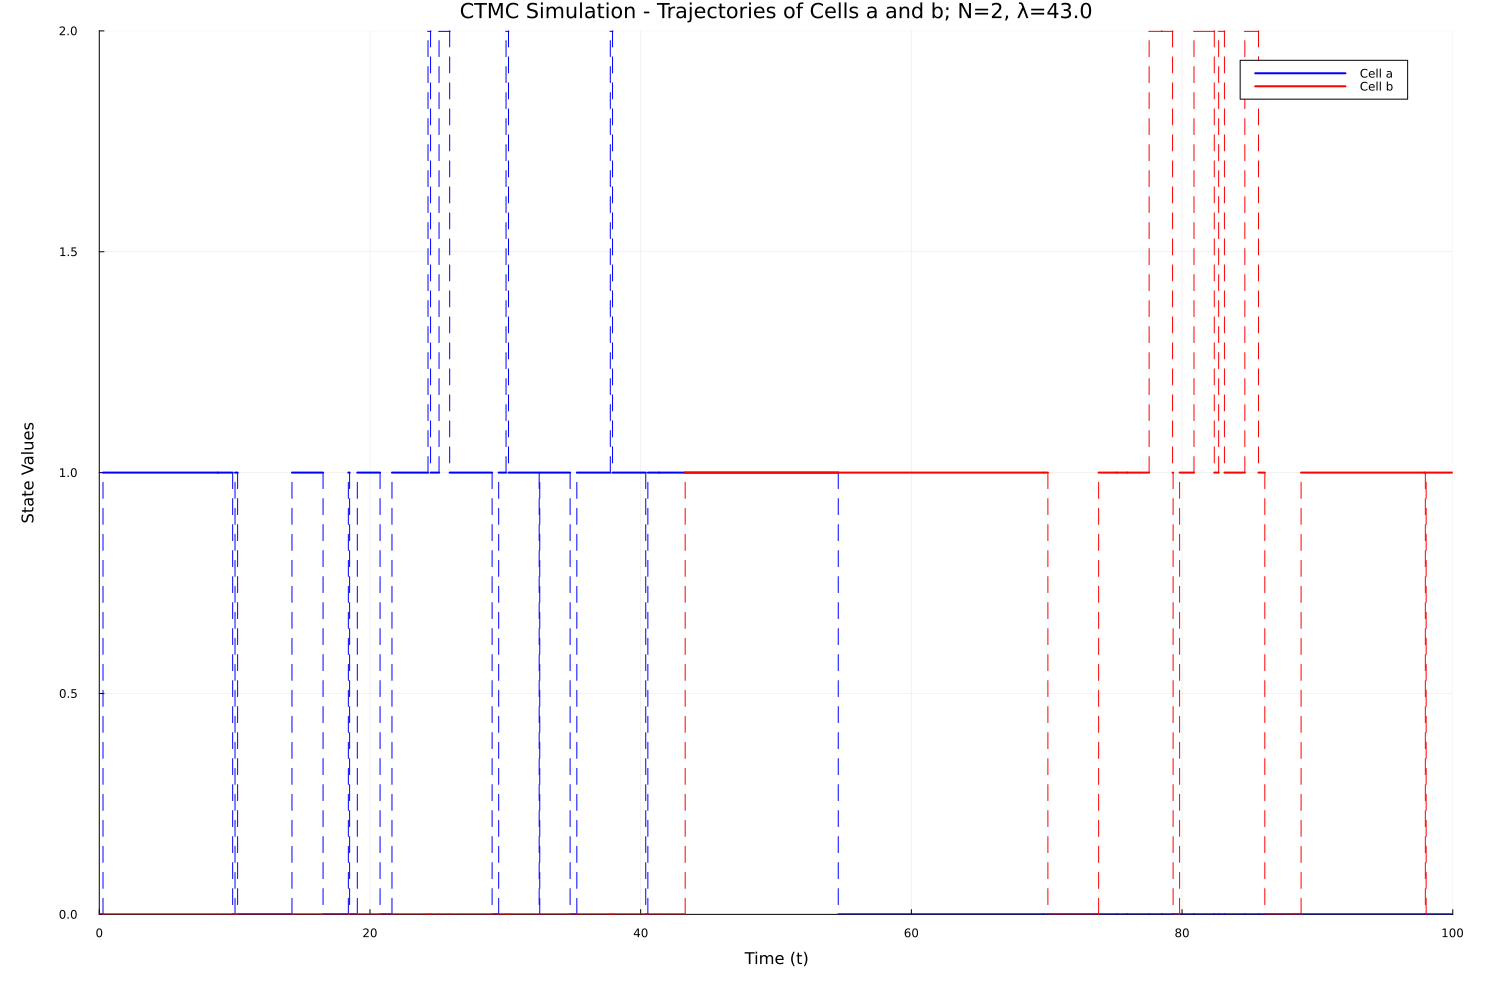 CTMC Simulation - Trajectories of Cells a and b; N=2, λ=43.0
2.0
Cell a
Cell b
1.5
1.0
State Values
0.5
0.0
0 20 40 60 80 100
Time (t)